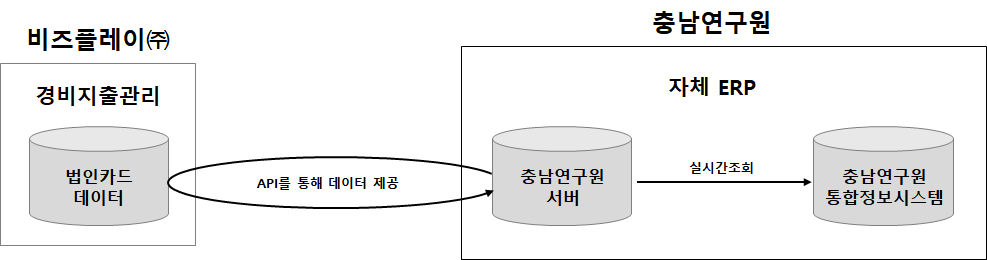 비즈플레이㈜
경비지출관리
법인카드
데이터
API를 통해 데이터 제공
충남연구원
자체 ERP
충남연구원
서버
실시간조회
충남연구원
통합정보시스템